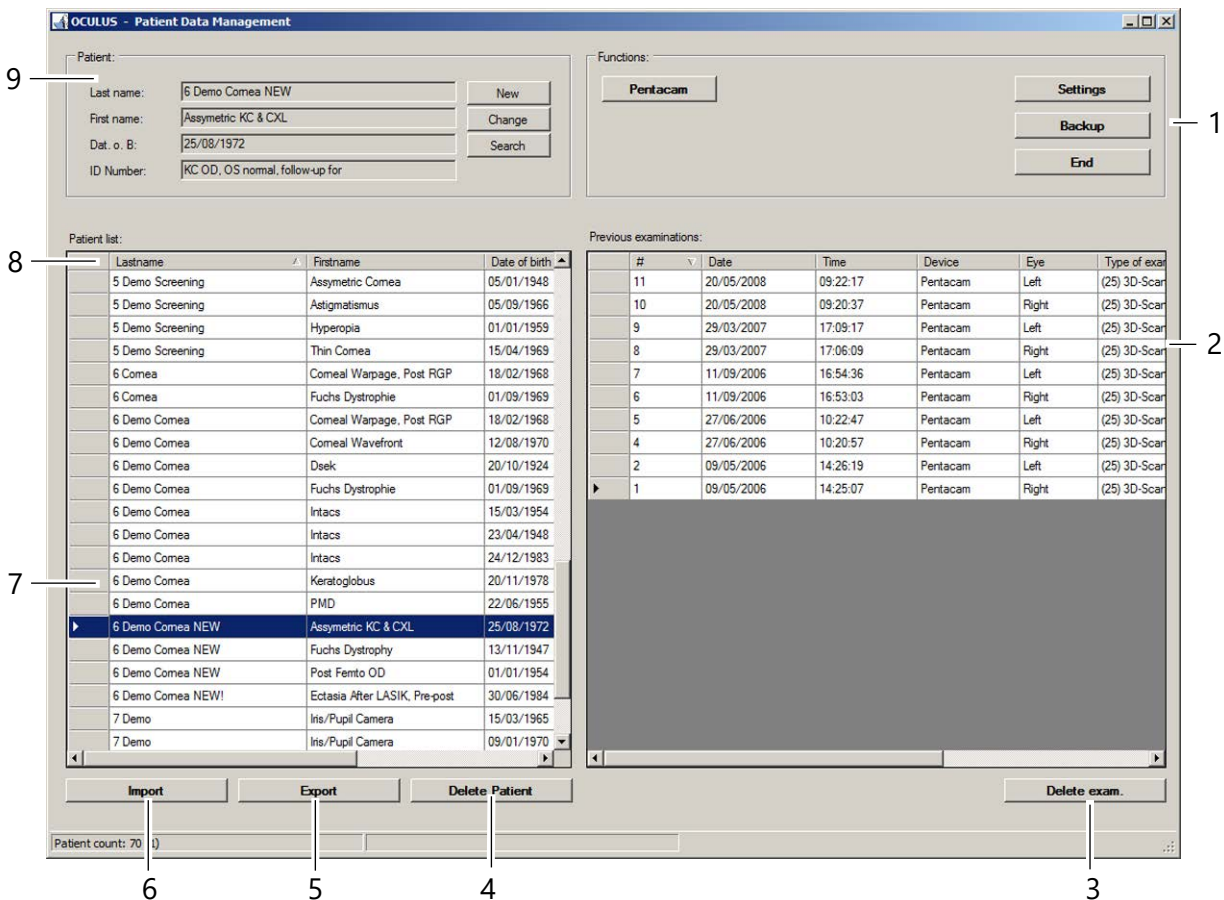 OCULUS - Patient Data Management
Patient:
Last name: 6 Demo Cornea NEW New
First name: Assymetric KC & CXL Change
Dat. o. B: 25/08/1972 Search
ID Number: KC OD, OS normal, follow-up for
Functions:
Pentacam Settings
Backup
End
9
1
Patient list:
8
Lastname Firstname Date of birth
5 Demo Screening Assymetric Cornea 05/01/1948
5 Demo Screening Astigmatismus 05/09/1966
5 Demo Screening Hyperopia 01/01/1959
5 Demo Screening Thin Cornea 15/04/1969
6 Cornea Corneal Warpage, Post RGP 18/02/1968
6 Cornea Fuchs Dystrophie 01/09/1969
6 Demo Cornea Corneal Warpage, Post RGP 18/02/1968
6 Demo Cornea Corneal Wavefront 12/08/1970
6 Demo Cornea Dsek 20/10/1924
6 Demo Cornea Fuchs Dystrophie 01/09/1969
6 Demo Cornea Intacs 15/03/1954
6 Demo Cornea Intacs 23/04/1948
6 Demo Cornea Intacs 24/12/1983
7
6 Demo Cornea Keratoglobus 20/11/1978
6 Demo Cornea PMD 22/06/1955
6 Demo Cornea NEW Assymetric KC & CXL 25/08/1972
6 Demo Cornea NEW Fuchs Dystrophy 13/11/1947
6 Demo Cornea NEW Post Femto OD 01/01/1954
6 Demo Cornea NEW! Ectasia After LASIK, Pre-post 30/06/1984
7 Demo Iris/Pupil Camera 15/03/1965
7 Demo Iris/Pupil Camera 09/01/1970
Previous examinations:
# Date Time Device Eye Type of exar
11 20/05/2008 09:22:17 Pentacam Left (25) 3D-Scan
10 20/05/2008 09:20:37 Pentacam Right (25) 3D-Scan
9 29/03/2007 17:09:17 Pentacam Left (25) 3D-Scan
8 29/03/2007 17:06:09 Pentacam Right (25) 3D-Scan
2
7 11/09/2006 16:54:36 Pentacam Left (25) 3D-Scan
6 11/09/2006 16:53:03 Pentacam Right (25) 3D-Scan
5 27/06/2006 10:22:47 Pentacam Left (25) 3D-Scan
4 27/06/2006 10:20:57 Pentacam Right (25) 3D-Scan
2 09/05/2006 14:26:19 Pentacam Left (25) 3D-Scan
1 09/05/2006 14:25:07 Pentacam Right (25) 3D-Scan
Import Export Delete Patient Delete exam.
Patient count: 70
6 5 4 3